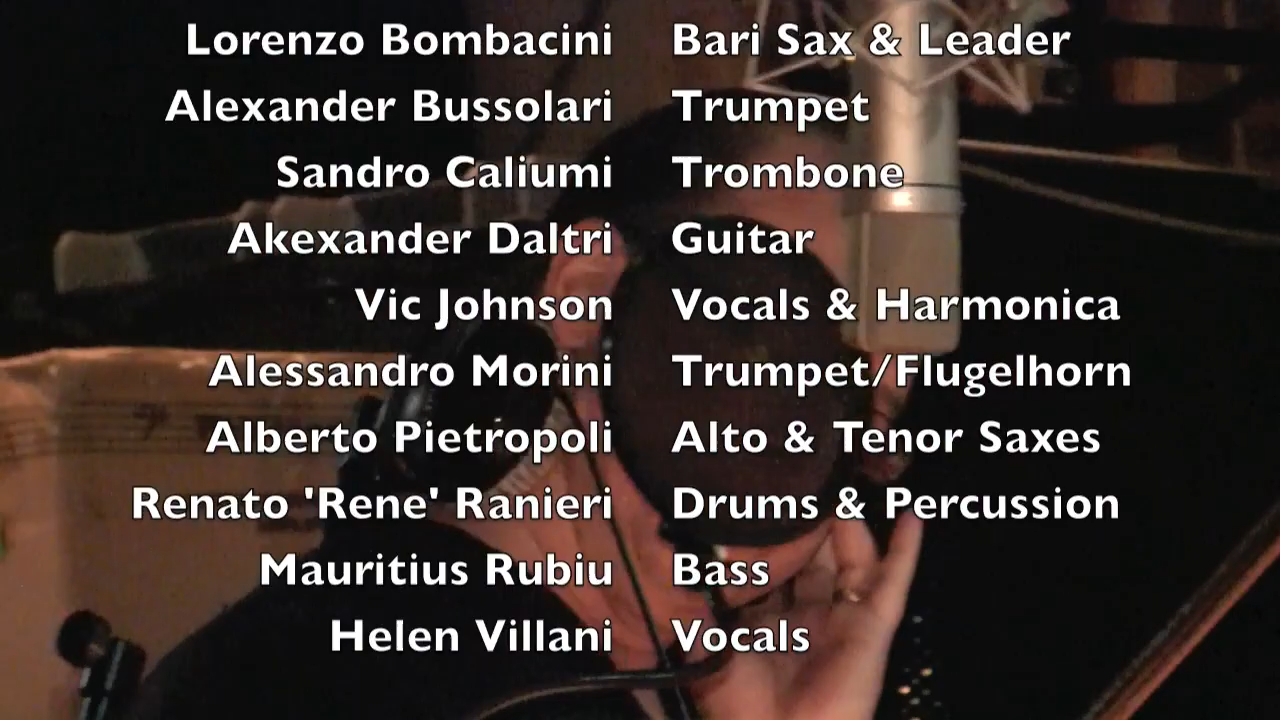 Lorenzo Bombacini Bari Sax & Leader
Alexander Bussolari Trumpet
Sandro Caliumi Trombone
Akexander Daltri Guitar
Vic Johnson Vocals & Harmonica
Alessandro Morini Trumpet/Flugelhorn
Alberto Pietropoli Alto & Tenor Saxes
Renato 'Rene' Ranieri Drums & Percussion
Mauritius Rubiu Bass
Helen Villani Vocals